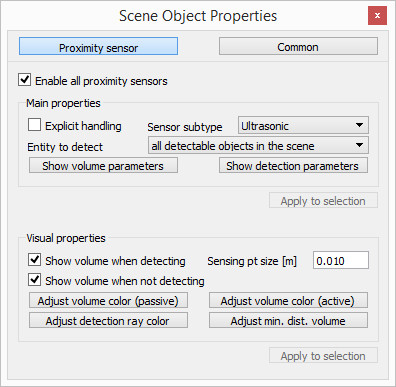 Scene Object Properties
x
Proximity sensor Common
Enable all proximity sensors
Main properties
Explicit handling Sensor subtype Ultrasonic
Entity to detect all detectable objects in the scene
Show volume parameters Show detection parameters
Apply to selection
Visual properties
Show volume when detecting Sensing pt size [m] 0.010
Show volume when not detecting
Adjust volume color (passive) Adjust volume color (active)
Adjust detection ray color Adjust min. dist. volume
Apply to selection